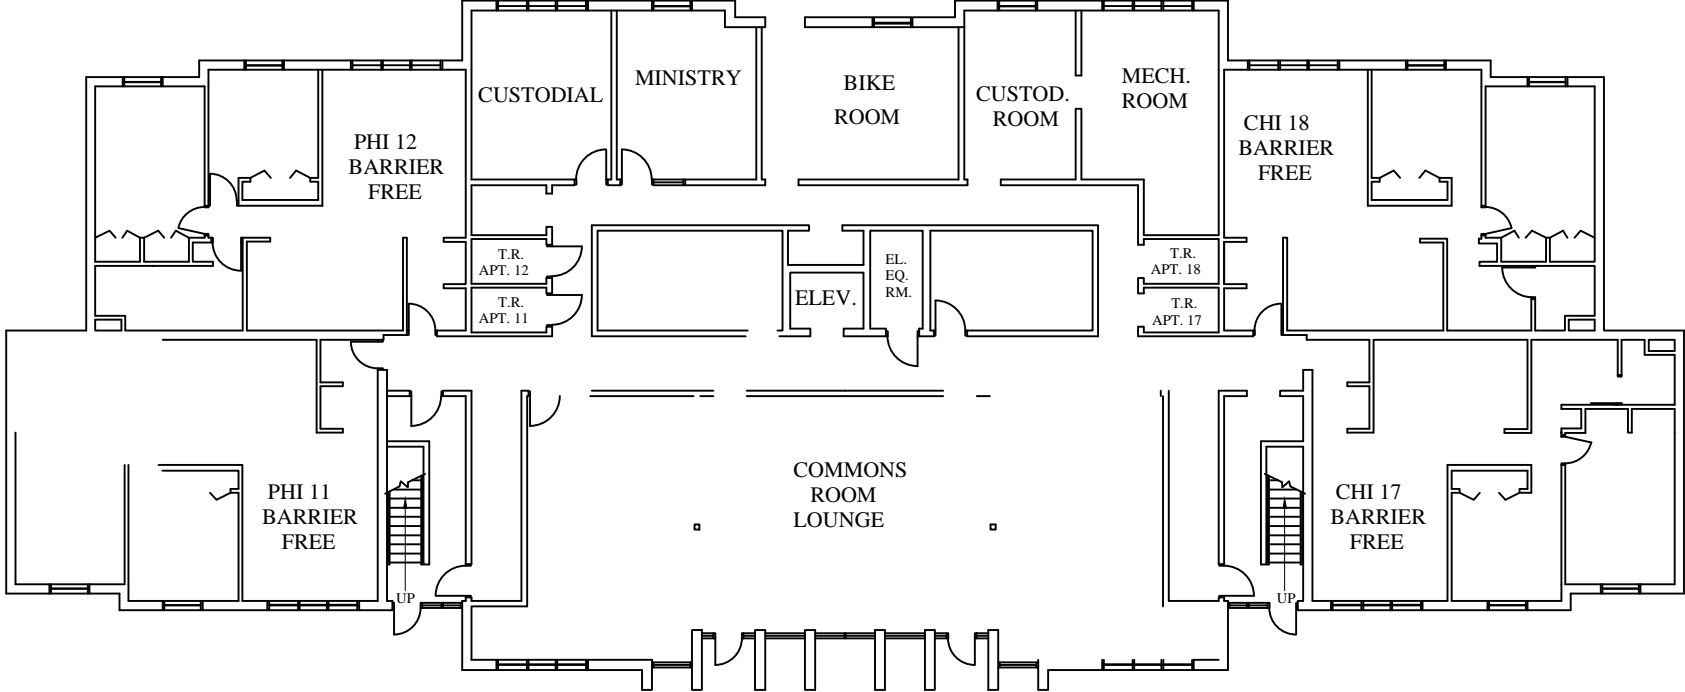 CUSTODIAL
MINISTRY
BIKE
ROOM
CUSTOD.
ROOM
MECH.
ROOM
PHI 12
BARRIER
FREE
CHI 18
BARRIER
FREE
T.R.
APT. 12
T.R.
APT. 11
ELEV.
EL.
EQ.
RM.
T.R.
APT. 18
T.R.
APT. 17
PHI 11
BARRIER
FREE
UP
COMMONS
ROOM
LOUNGE
CHI 17
BARRIER
FREE
UP